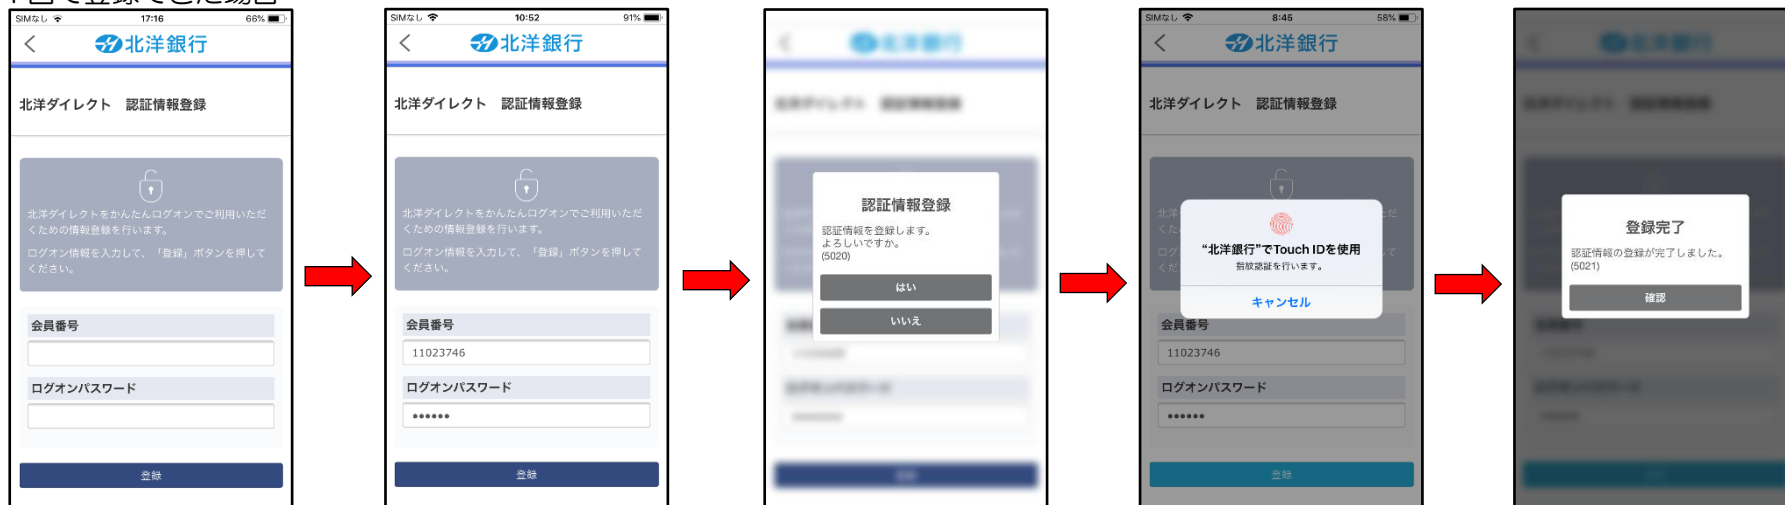 1回で登録できた場合
SIMなし 17:16 66%
北洋銀行
北洋ダイレクト 認証情報登録
北洋ダイレクトをかんたんログオンでご利用いただ
くための情報登録を行います。
ログオン情報を入力して、「登録」ボタンを押して
ください。
会員番号
ログオンパスワード
登録
SIMなし 10:52 91%
北洋銀行
北洋ダイレクト 認証情報登録
北洋ダイレクトをかんたんログオンでご利用いただ
くための情報登録を行います。
ログオン情報を入力して、「登録」ボタンを押して
ください。
会員番号
11023746
ログオンパスワード
••••••
登録
認証情報登録
認証情報を登録します。
よろしいですか。
(5020)
はい
いいえ
SIMなし 8:45 58%
北洋銀行
北洋ダイレクト 認証情報登録
"北洋銀行"でTouch IDを使用
指紋認証を行います。
キャンセル
会員番号
11023746
ログオンパスワード
••••••
登録
登録完了
認証情報の登録が完了しました。
(5021)
確認